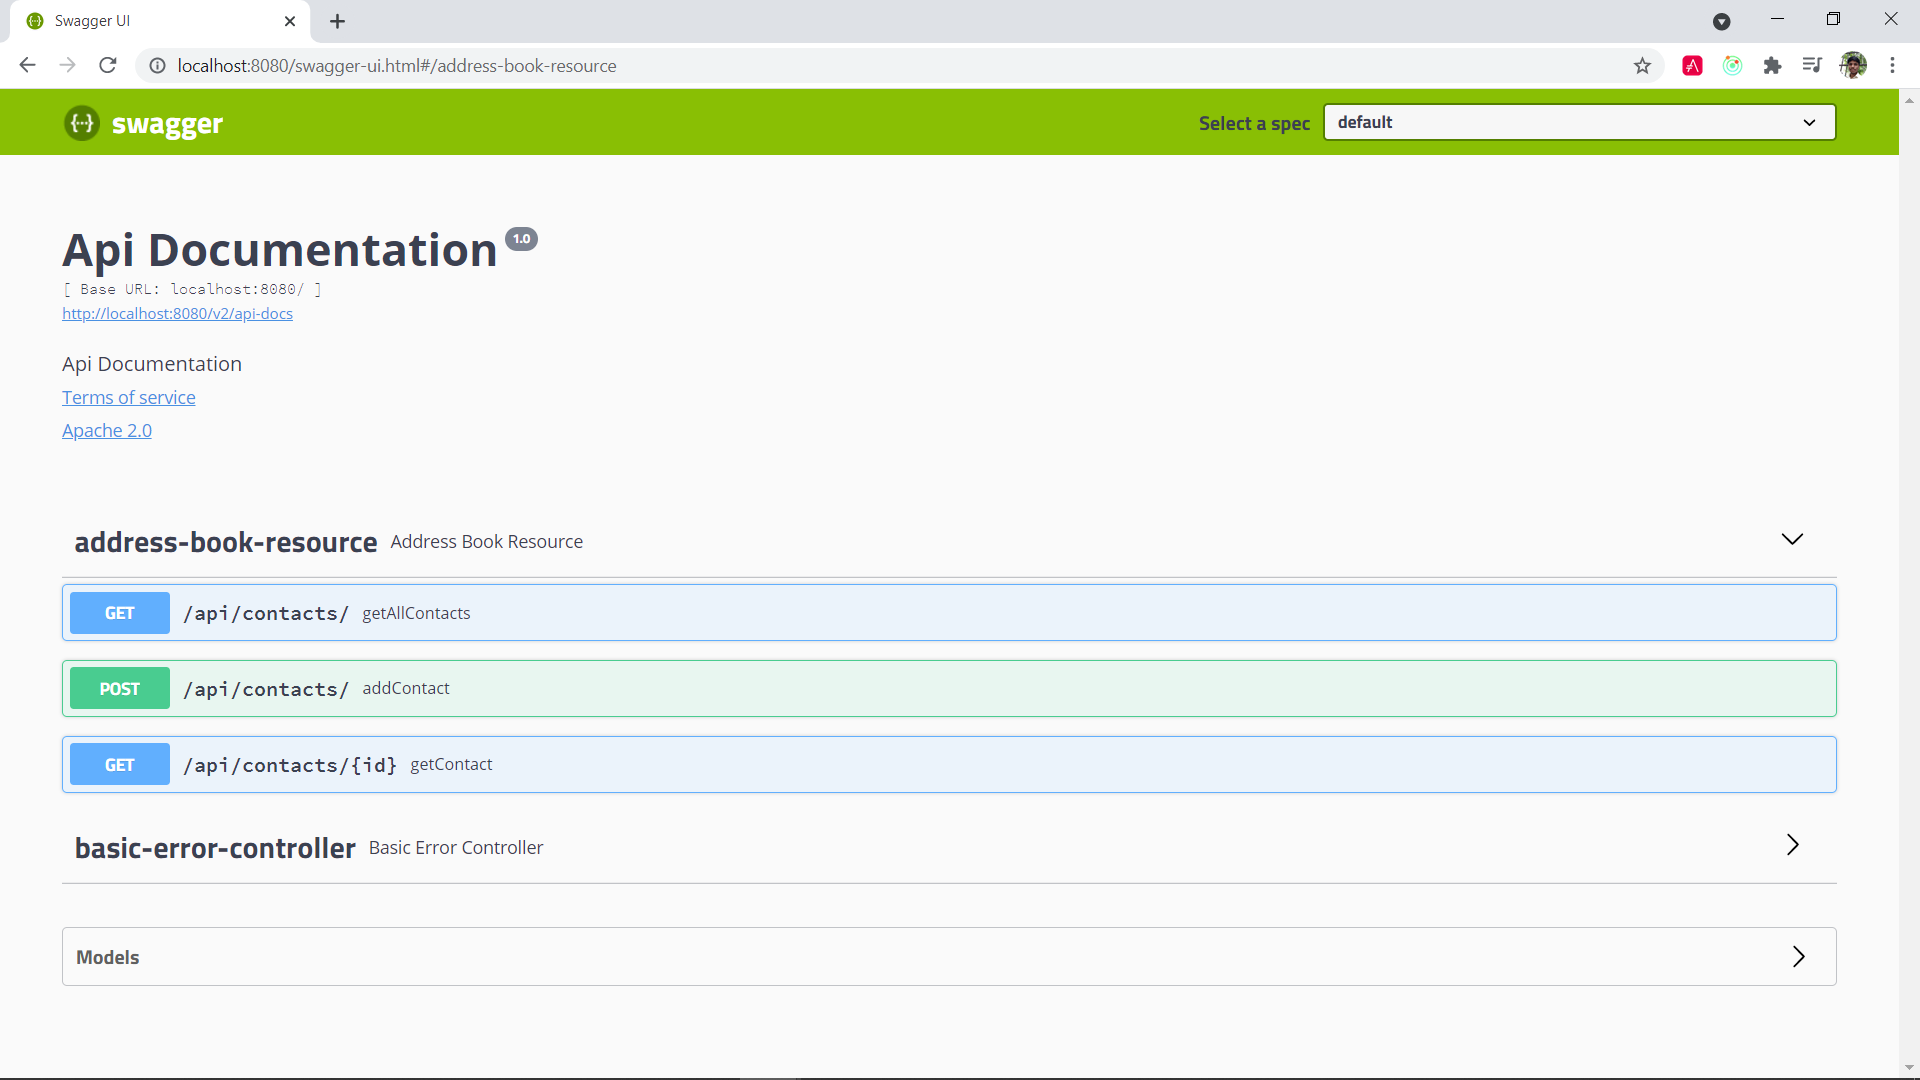 Swagger UI
localhost:8080/swagger-ui.html#/address-book-resource
swagger
Select a spec
default
Api Documentation 1.0
[ Base URL: localhost:8080/ ]
http://localhost:8080/v2/api-docs
Api Documentation
Terms of service
Apache 2.0
address-book-resource Address Book Resource
GET /api/contacts/ getAllContacts
POST /api/contacts/ addContact
GET /api/contacts/{id} getContact
basic-error-controller Basic Error Controller
Models